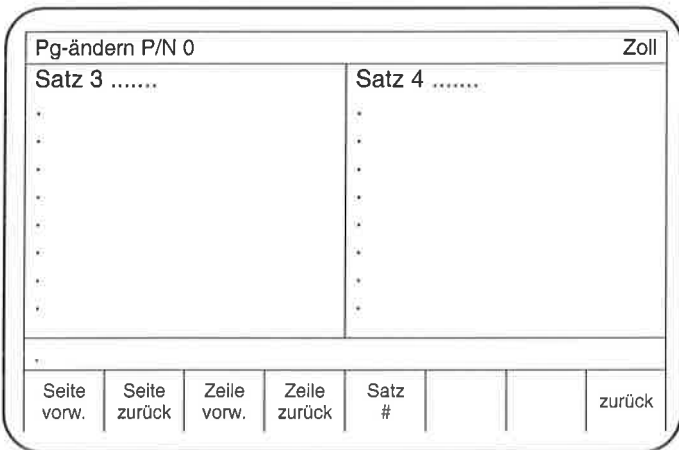 Pg-ändern P/N 0 Zoll
Satz 3 ....... Satz 4 .......
Seite vorw. Seite zurück Zeile vorw. Zeile zurück Satz # zurück